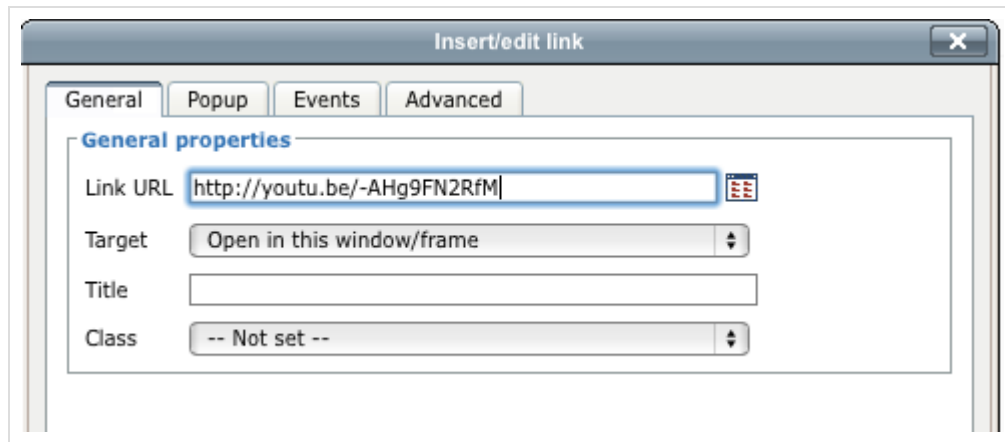 Insert/edit link
General Popup Events Advanced
General properties
Link URL http://youtu.be/-AHg9FN2RfM
Target Open in this window/frame
Title
Class -- Not set --